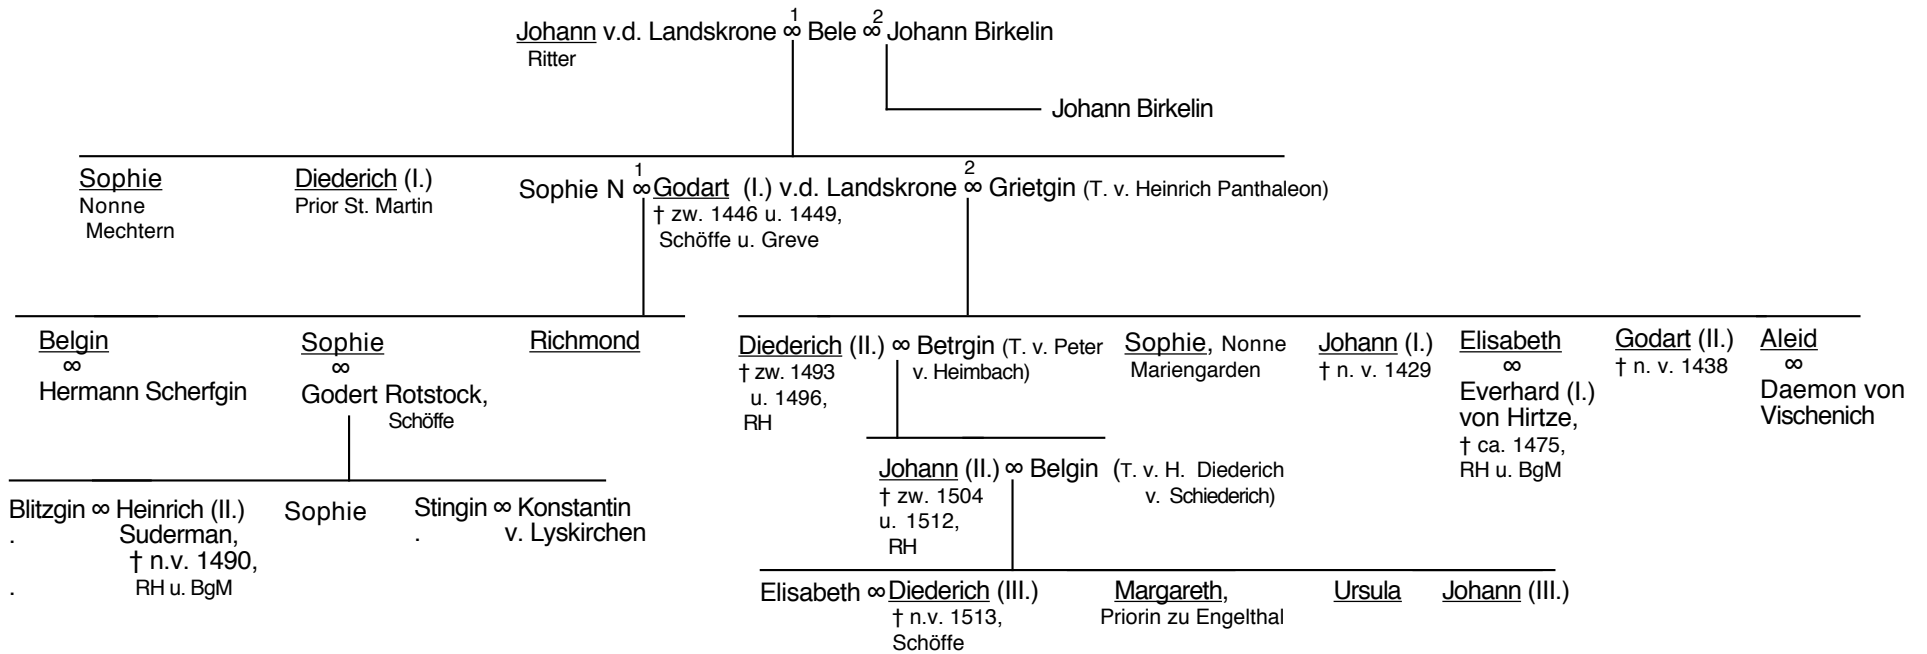 Johann v.d. Landskrone ∞ 1 Bele ∞ 2 Johann Birkelin
Ritter
Johann Birkelin
Sophie
Nonne
Mechtern
Diederich (I.)
Prior St. Martin
Sophie N ∞ 1 Godart (I.) v.d. Landskrone ∞ 2 Grietgin (T. v. Heinrich Panthaleon)
† zw. 1446 u. 1449,
Schöffe u. Greve
Belgin
∞
Hermann Scherfgin
Sophie
∞
Godert Rotstock,
Schöffe
Richmond
Diederich (II.) ∞ Betrgin (T. v. Peter
v. Heimbach)
† zw. 1493
u. 1496,
RH
Sophie, Nonne
Mariengarden
Johann (I.)
† n. v. 1429
Elisabeth
∞
Everhard (I.)
von Hirtze,
† ca. 1475,
RH u. BgM
Godart (II.)
† n. v. 1438
Aleid
∞
Daemon von
Vischenich
Blitzgin ∞ Heinrich (II.)
. Suderman,
† n.v. 1490,
. RH u. BgM
Sophie
Stingin ∞ Konstantin
. v. Lyskirchen
Johann (II.) ∞ Belgin (T. v. H. Diederich
v. Schiederich)
† zw. 1504
u. 1512,
RH
Elisabeth ∞ Diederich (III.)
† n.v. 1513,
Schöffe
Margareth,
Priorin zu Engelthal
Ursula
Johann (III.)